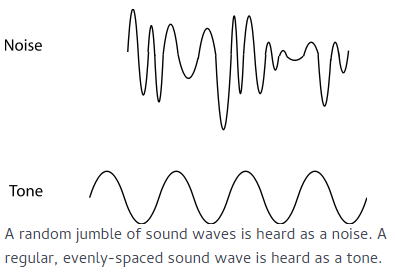 Noise
Tone
A random jumble of sound waves is heard as a noise. A
regular, evenly-spaced sound wave is heard as a tone.